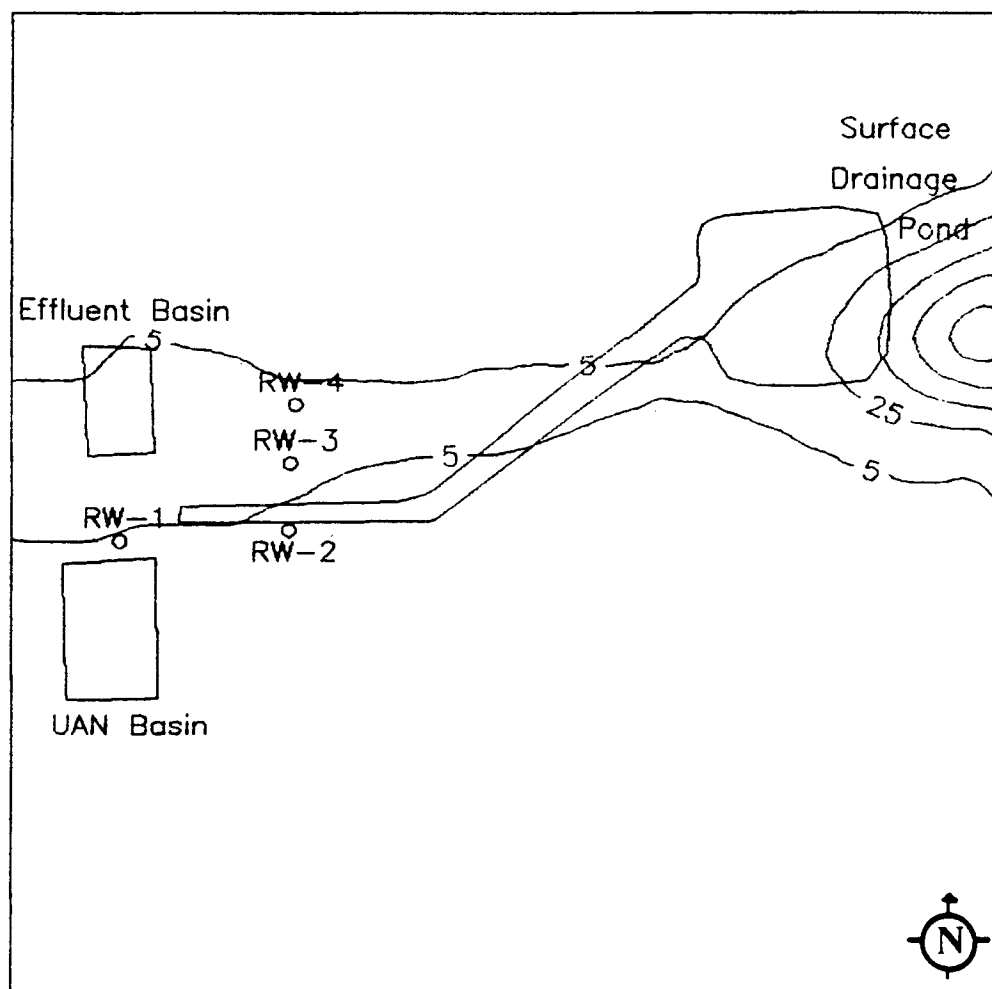 Surface
Drainage
Pond
Effluent Basin
5
RW-4
5
25
RW-3
5
5
RW-1
RW-2
UAN Basin
N